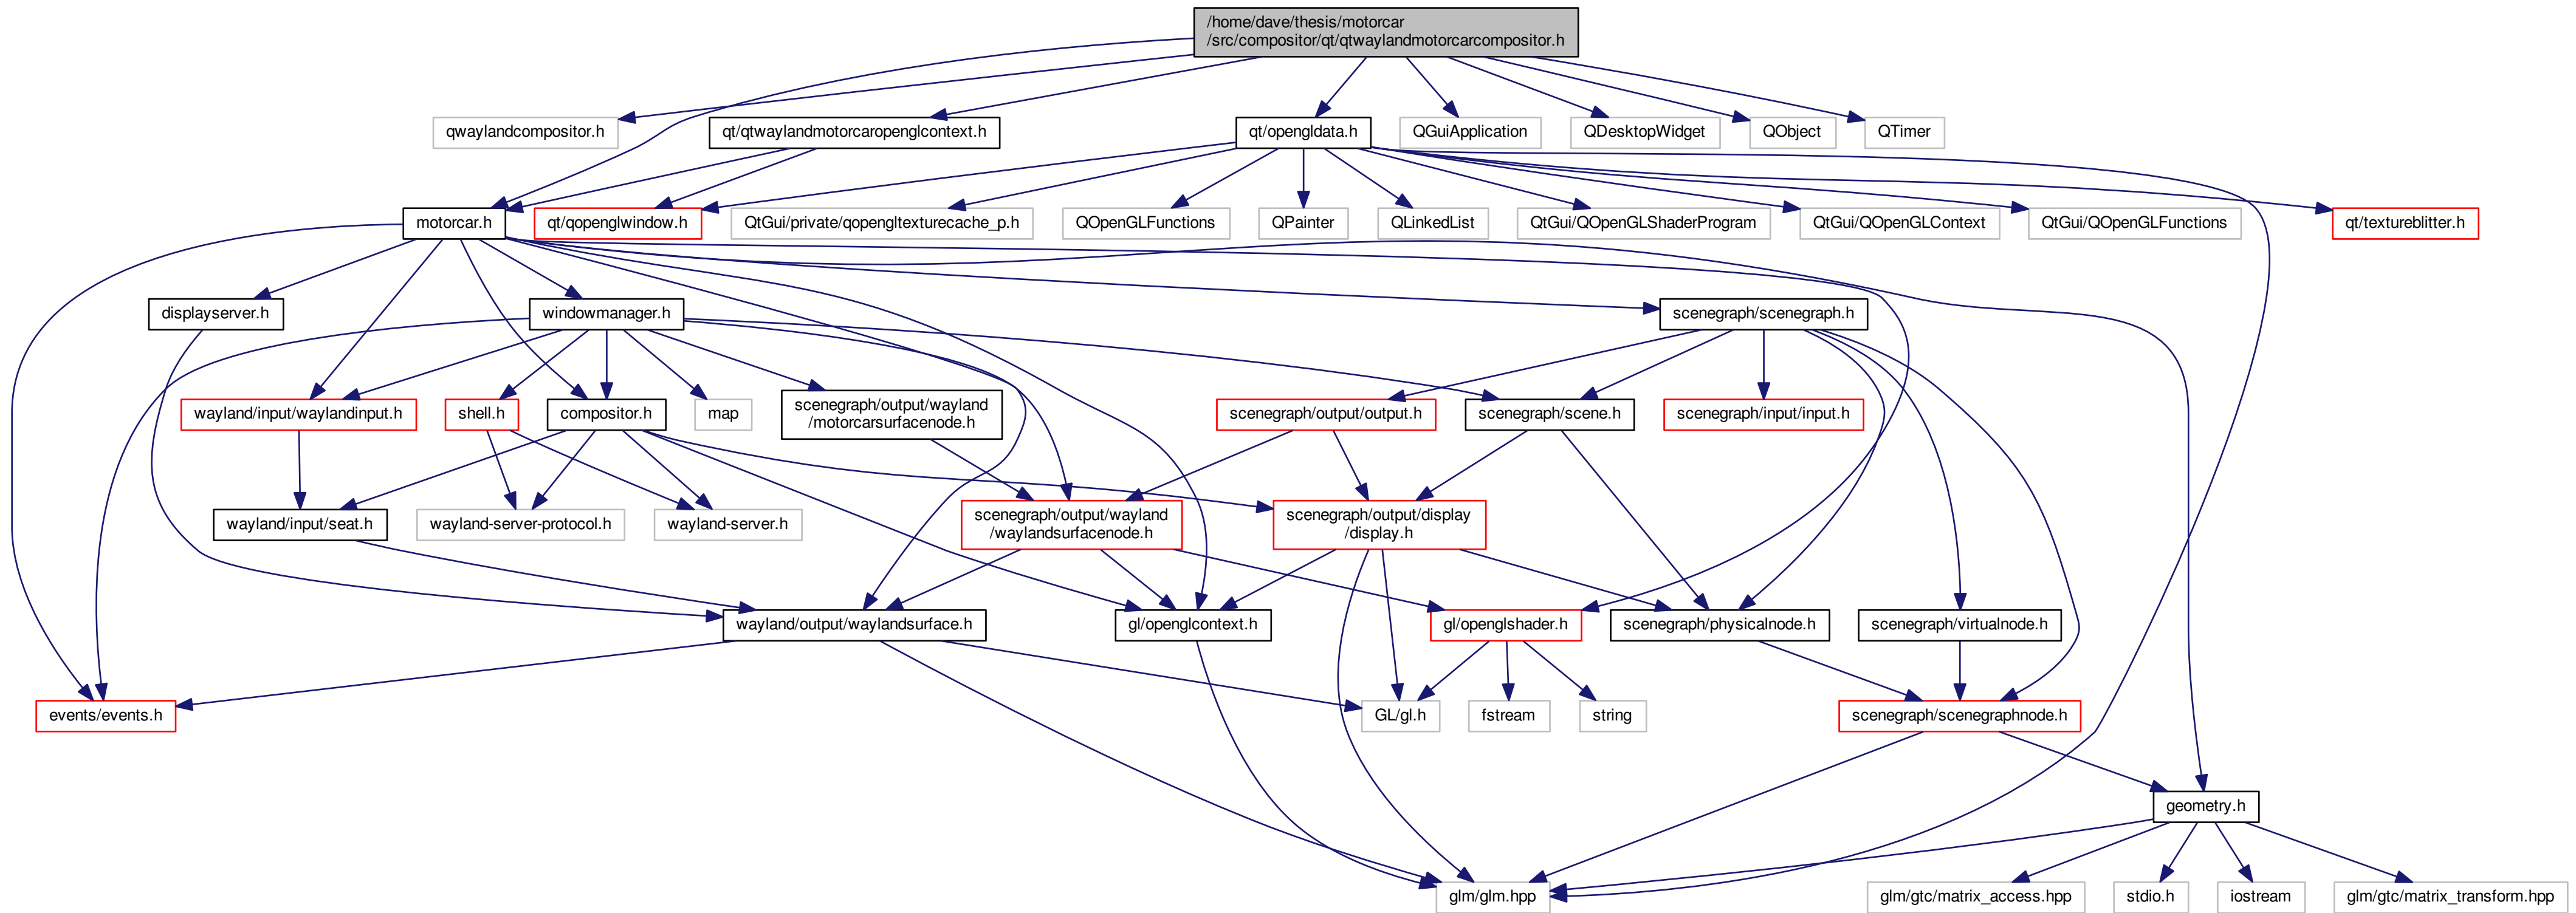 /home/dave/thesis/motorcar
/src/compositor/qt/qtwaylandmotorcarcompositor.h
qwaylandcompositor.h
qt/qtwaylandmotorcaropenglcontext.h
qt/opengldata.h
QGuiApplication
QDesktopWidget
QObject
QTimer
motorcar.h
qt/qopenglwindow.h
QtGui/private/qopengltexturecache_p.h
QOpenGLFunctions
QPainter
QLinkedList
QtGui/QOpenGLShaderProgram
QtGui/QOpenGLContext
QtGui/QOpenGLFunctions
qt/textureblitter.h
displayserver.h
windowmanager.h
scenegraph/scenegraph.h
wayland/input/waylandinput.h
shell.h
compositor.h
map
scenegraph/output/wayland
/motorcarsurfacenode.h
scenegraph/output/output.h
scenegraph/scene.h
scenegraph/input/input.h
wayland/input/seat.h
wayland-server-protocol.h
wayland-server.h
scenegraph/output/wayland
/waylandsurfacenode.h
scenegraph/output/display
/display.h
wayland/output/waylandsurface.h
gl/openglcontext.h
gl/openglshader.h
scenegraph/physicalnode.h
scenegraph/virtualnode.h
events/events.h
GL/gl.h
fstream
string
scenegraph/scenegraphnode.h
geometry.h
glm/glm.hpp
glm/gtc/matrix_access.hpp
stdio.h
iostream
glm/gtc/matrix_transform.hpp